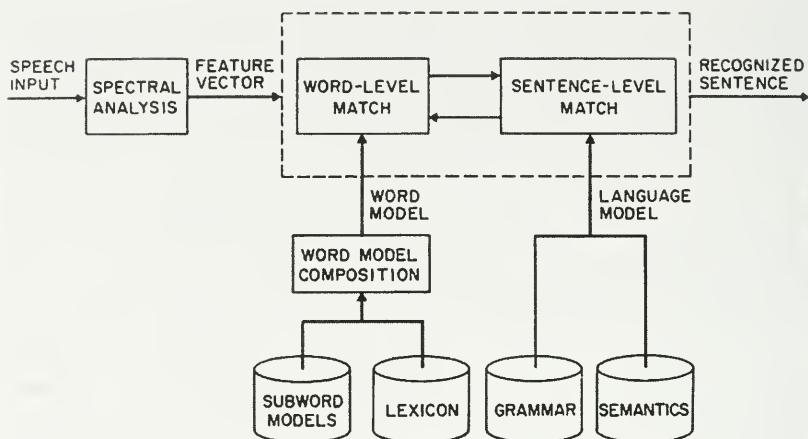 SPEECH
INPUT
SPECTRAL
ANALYSIS
FEATURE
VECTOR
WORD-LEVEL
MATCH
SENTENCE-LEVEL
MATCH
RECOGNIZED
SENTENCE
WORD
MODEL
LANGUAGE
MODEL
WORD MODEL
COMPOSITION
SUBWORD
MODELS
LEXICON
GRAMMAR
SEMANTICS